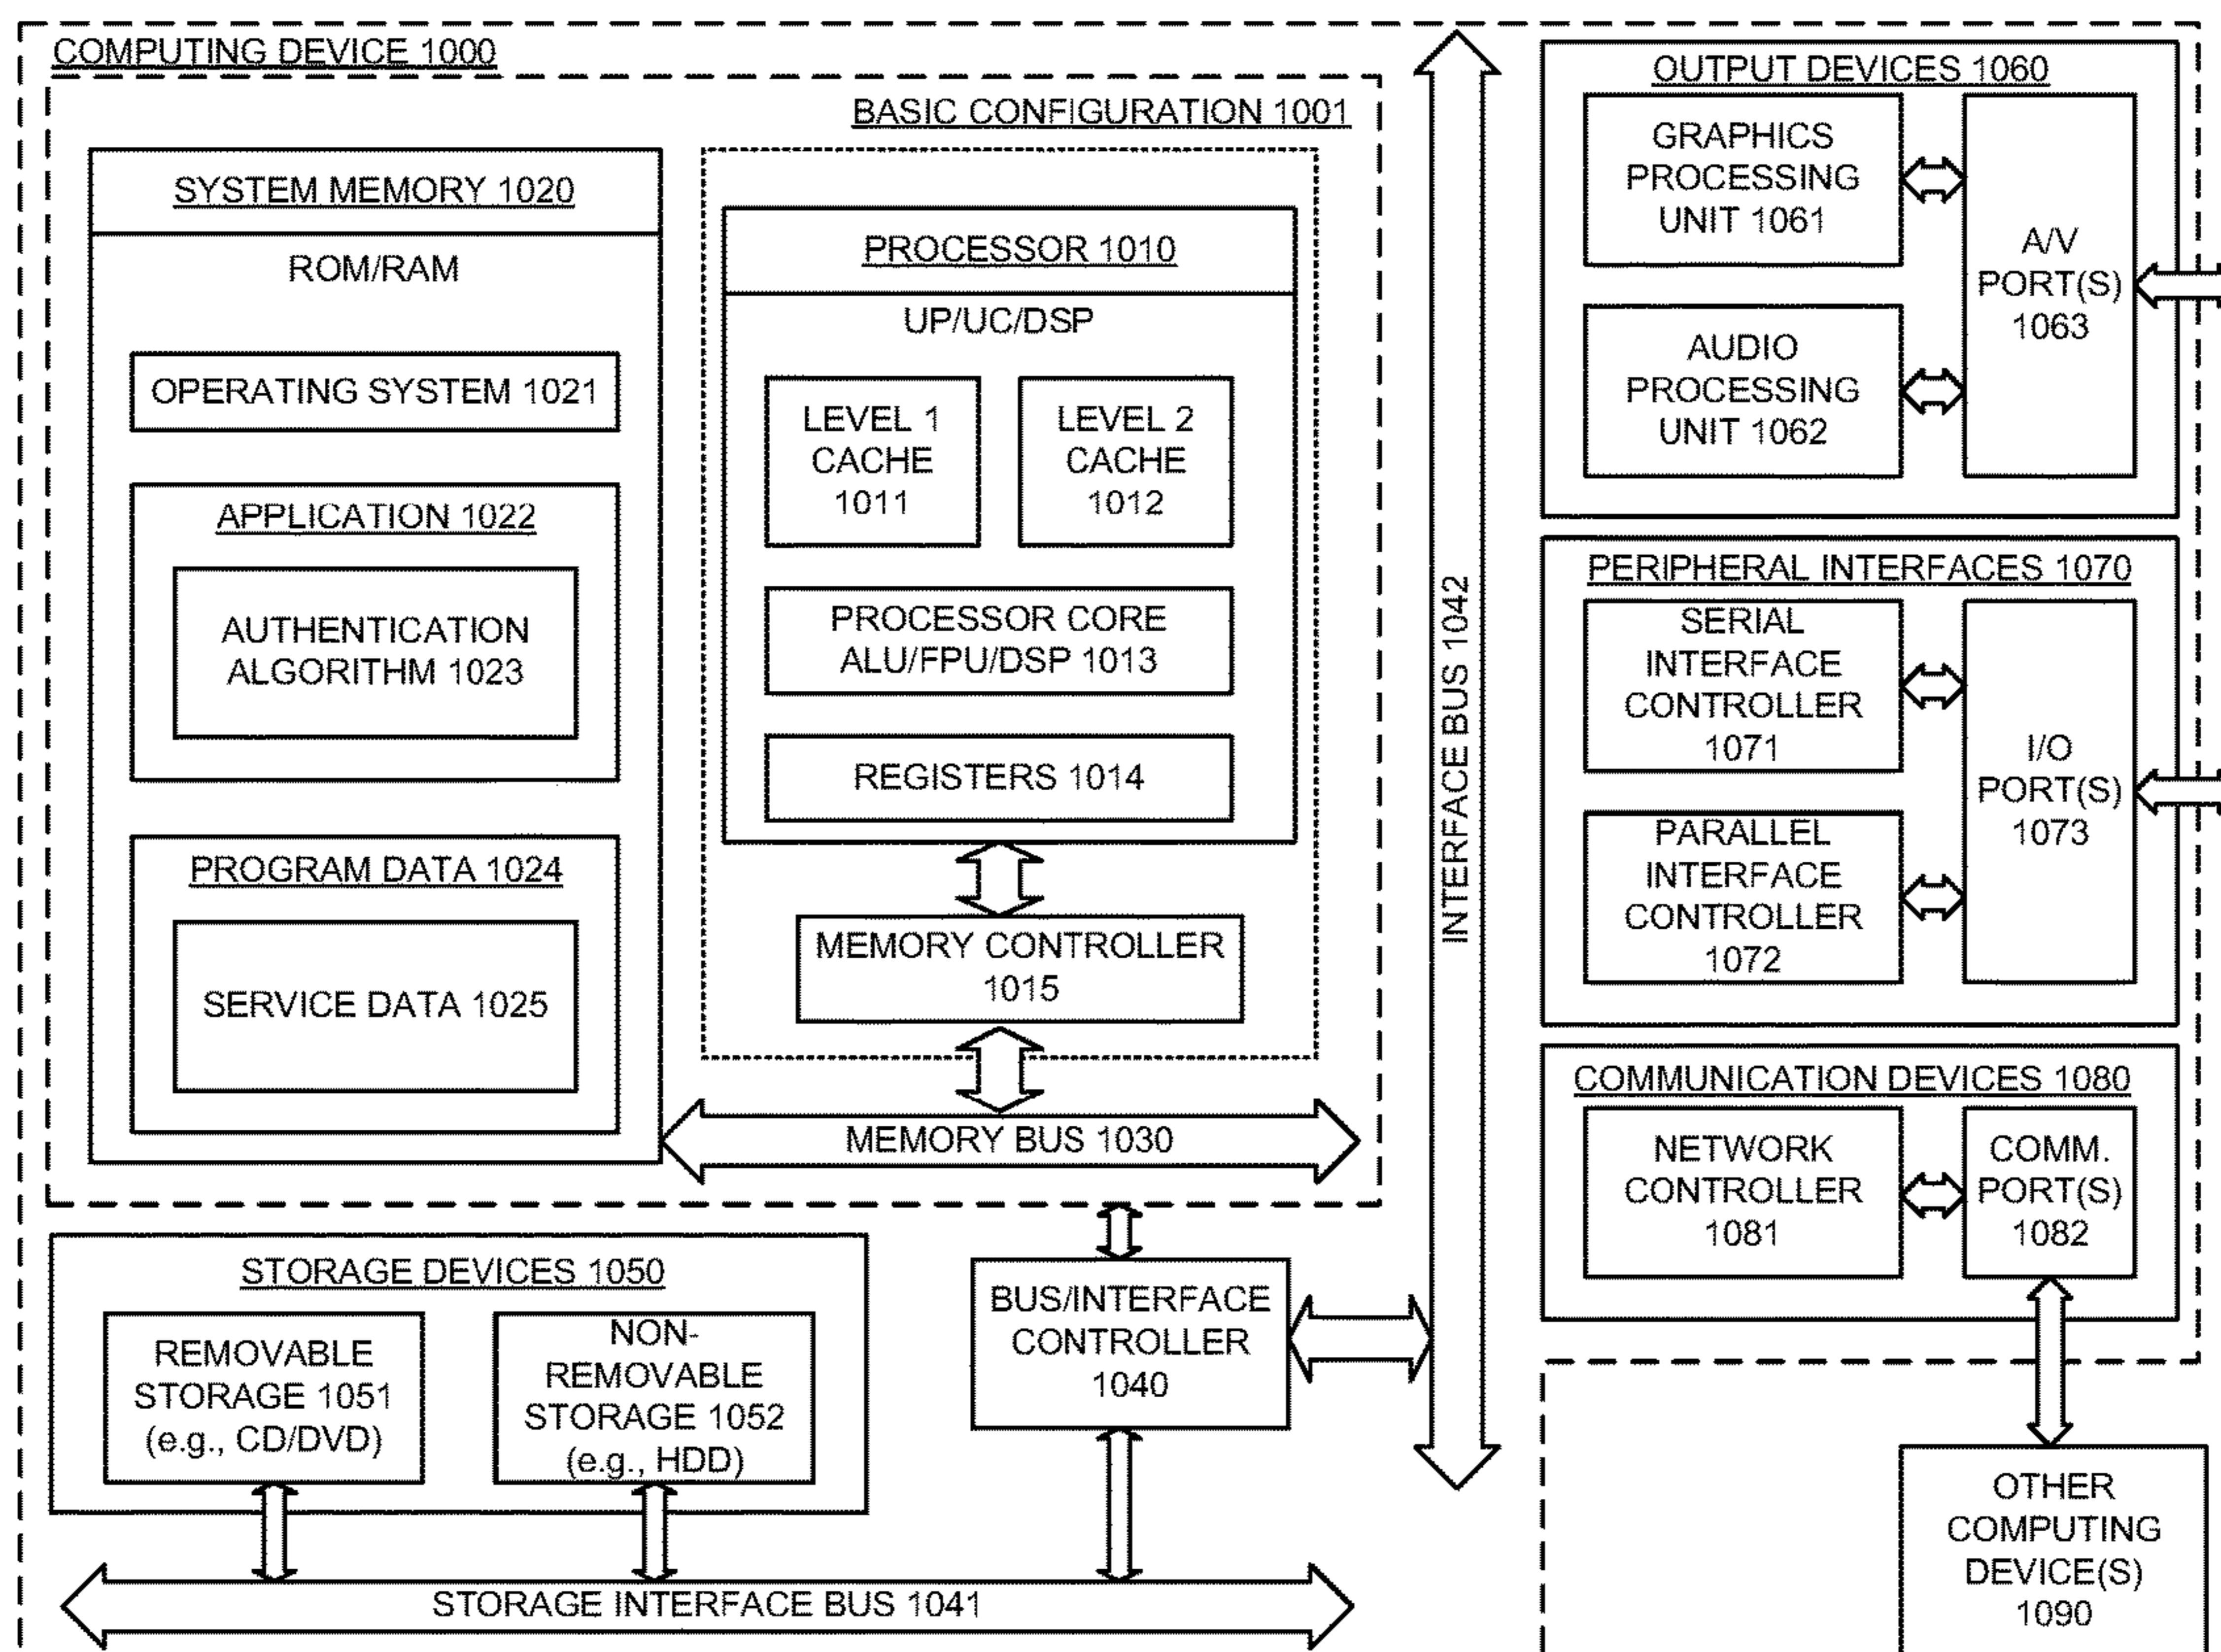 COMPUTING DEVICE 1000
BASIC CONFIGURATION 1001
SYSTEM MEMORY 1020
ROM/RAM
OPERATING SYSTEM 1021
APPLICATION 1022
AUTHENTICATION
ALGORITHM 1023
PROGRAM DATA 1024
SERVICE DATA 1025
PROCESSOR 1010
UP/UC/DSP
LEVEL 1
CACHE
1011
LEVEL 2
CACHE
1012
PROCESSOR CORE
ALU/FPU/DSP 1013
REGISTERS 1014
MEMORY CONTROLLER
1015
MEMORY BUS 1030
STORAGE DEVICES 1050
REMOVABLE
STORAGE 1051
(e.g., CD/DVD)
NON-
REMOVABLE
STORAGE 1052
(e.g., HDD)
BUS/INTERFACE
CONTROLLER
1040
STORAGE INTERFACE BUS 1041
INTERFACE BUS 1042
OUTPUT DEVICES 1060
GRAPHICS
PROCESSING
UNIT 1061
AUDIO
PROCESSING
UNIT 1062
A/V
PORT(S)
1063
PERIPHERAL INTERFACES 1070
SERIAL
INTERFACE
CONTROLLER
1071
PARALLEL
INTERFACE
CONTROLLER
1072
I/O
PORT(S)
1073
COMMUNICATION DEVICES 1080
NETWORK
CONTROLLER
1081
COMM.
PORT(S)
1082
OTHER
COMPUTING
DEVICE(S)
1090